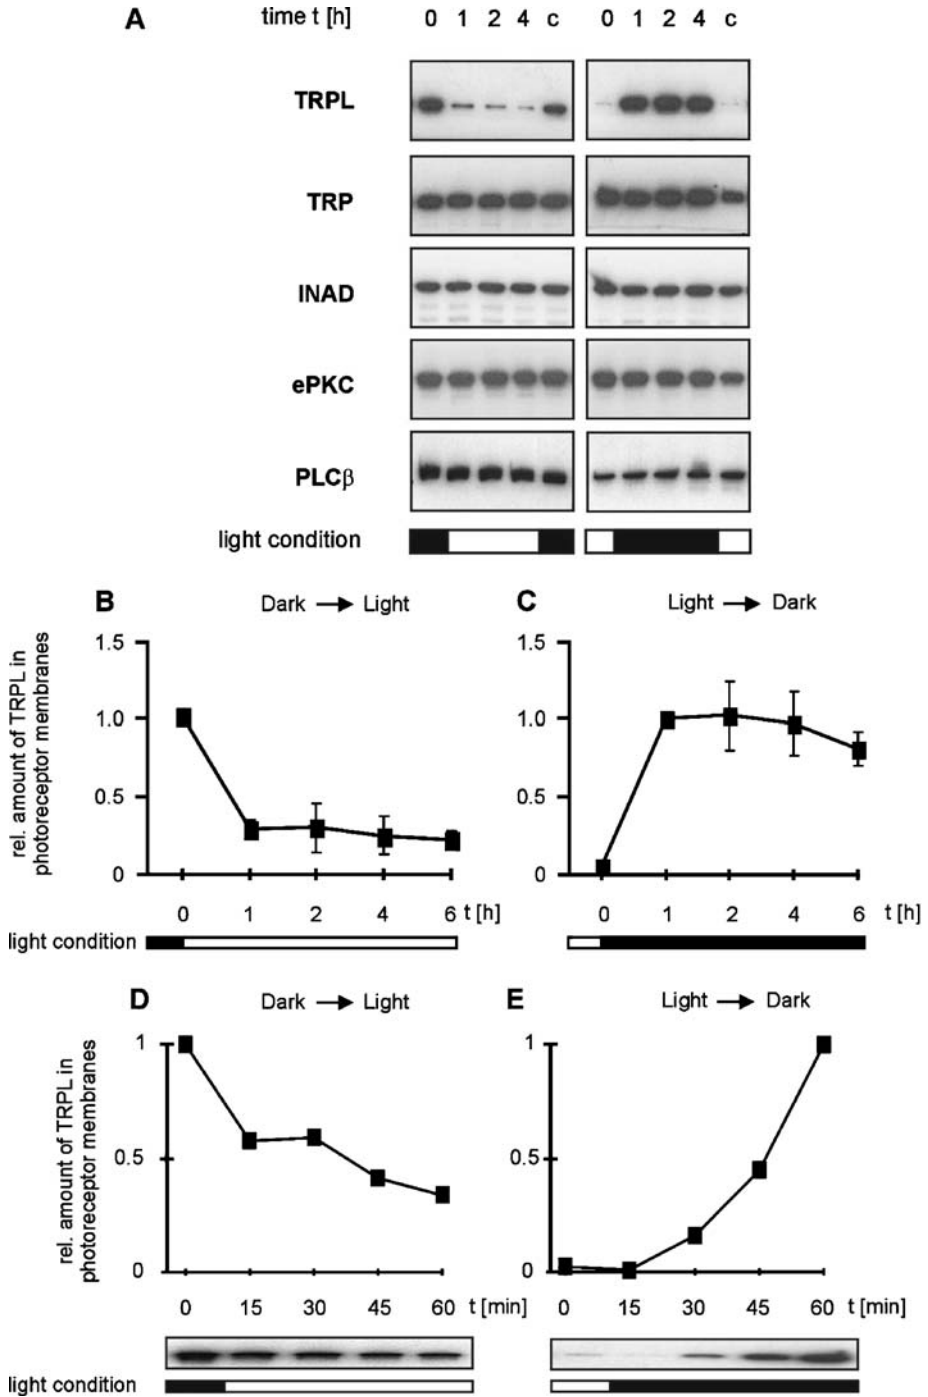 A
time t [h] 0 1 2 4 c 0 1 2 4 c
TRPL
TRP
INAD
ePKC
PLCβ
light condition
B Dark → Light
rel. amount of TRPL in
photoreceptor membranes
1.5
1.0
0.5
0
0 1 2 4 6 t [h]
light condition
C Light → Dark
1.5
1.0
0.5
0
0 1 2 4 6 t [h]
D Dark → Light
rel. amount of TRPL in
photoreceptor membranes
1
0.5
0
0 15 30 45 60 t [min]
light condition
E Light → Dark
1
0.5
0
0 15 30 45 60 t [min]